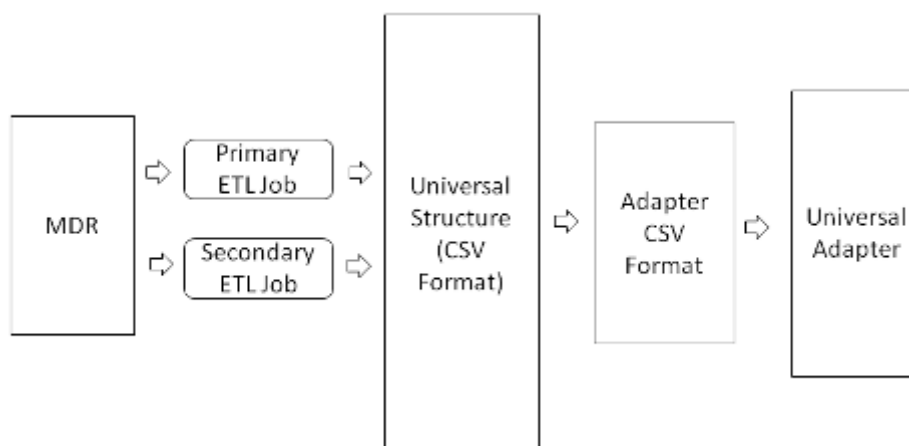 MDR
Primary
ETL Job
Secondary
ETL Job
Universal
Structure
(CSV
Format)
Adapter
CSV
Format
Universal
Adapter